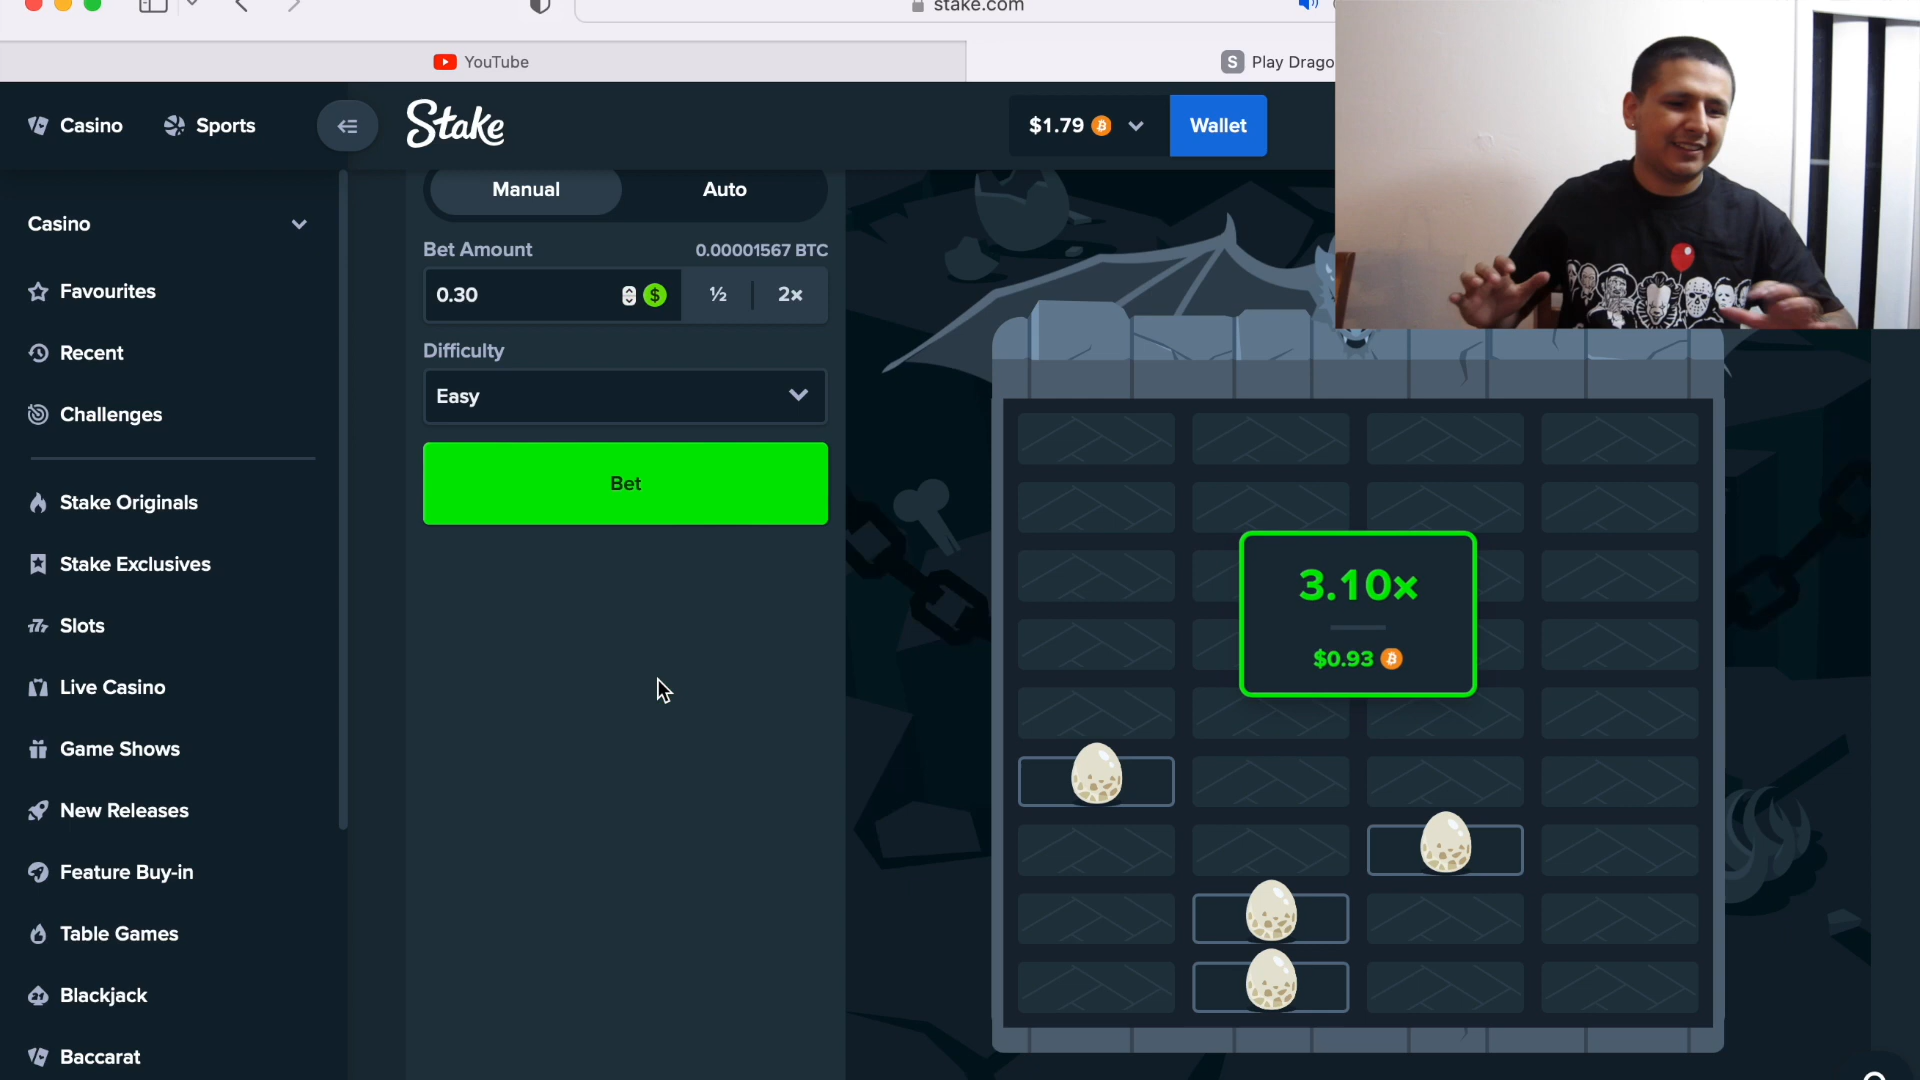 stake.com
YouTube
S Play Drago
Casino
Sports
Stake
$1.79
Wallet
Manual
Auto
Casino
Bet Amount
0.00001567 BTC
Favourites
0.30
$
½
2x
Recent
Difficulty
Easy
Challenges
Bet
Stake Originals
Stake Exclusives
3.10x
Slots
$0.93
Live Casino
Game Shows
New Releases
Feature Buy-in
Table Games
Blackjack
Baccarat